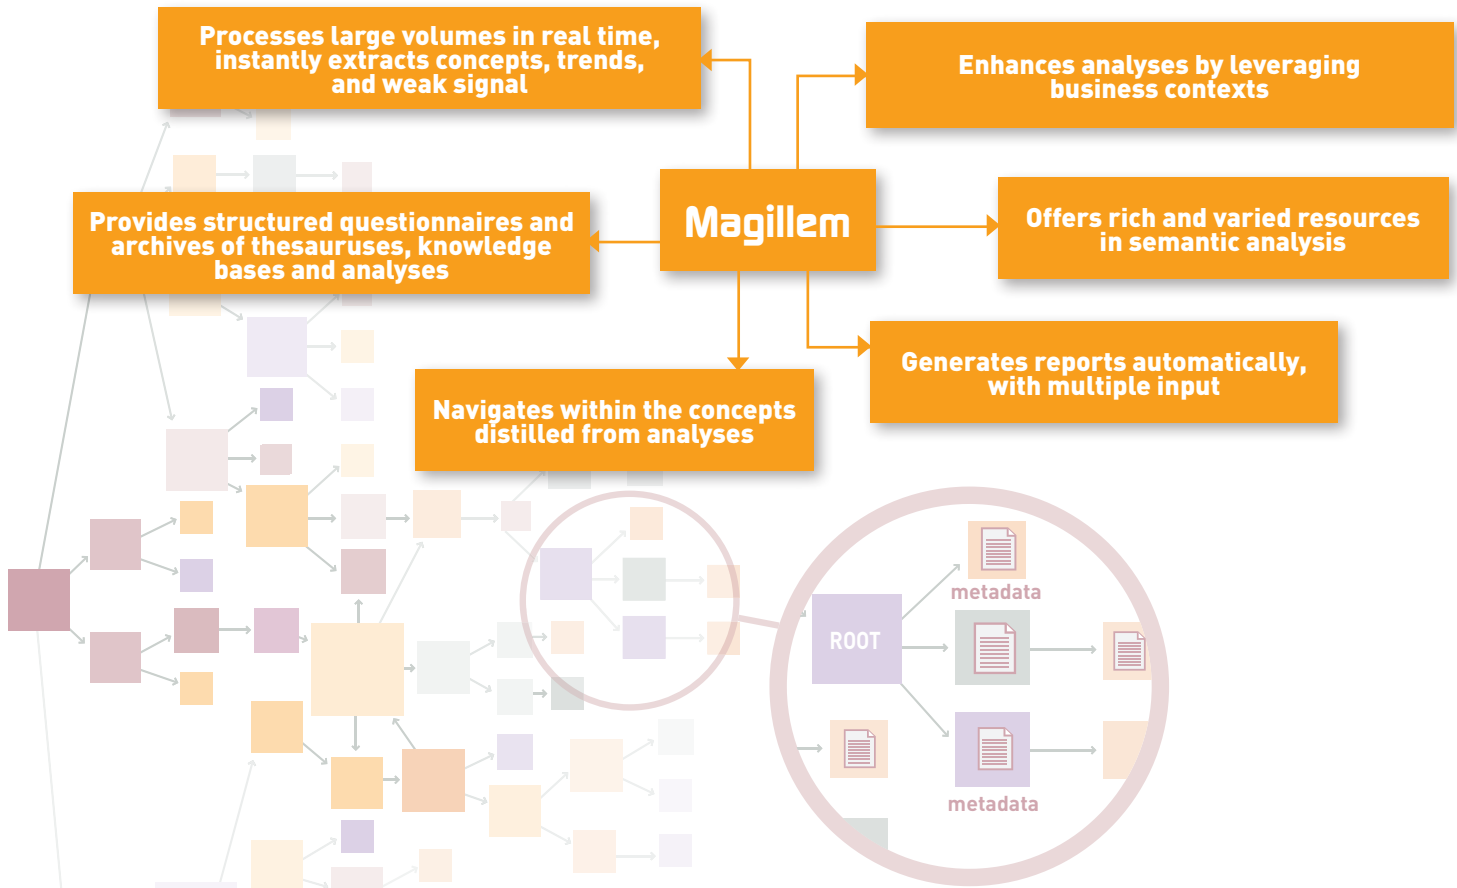 Processes large volumes in real time,
instantly extracts concepts, trends,
and weak signal
Enhances analyses by leveraging
business contexts
Provides structured questionnaires and
archives of thesauruses, knowledge
bases and analyses
Magillem
Offers rich and varied resources
in semantic analysis
Generates reports automatically,
with multiple input
Navigates within the concepts
distilled from analyses
metadata
ROOT
metadata